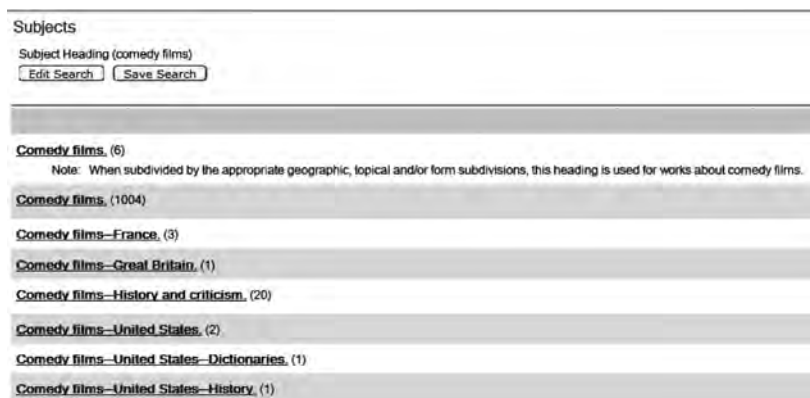 Subjects
Subject Heading (comedy films)
Edit Search Save Search
Comedy films. (6)
Note: When subdivided by the appropriate geographic, topical and/or form subdivisions, this heading is used for works about comedy films.
Comedy films. (1004)
Comedy films--France. (3)
Comedy films--Great Britain. (1)
Comedy films--History and criticism. (20)
Comedy films--United States. (2)
Comedy films--United States--Dictionaries. (1)
Comedy films--United States--History. (1)